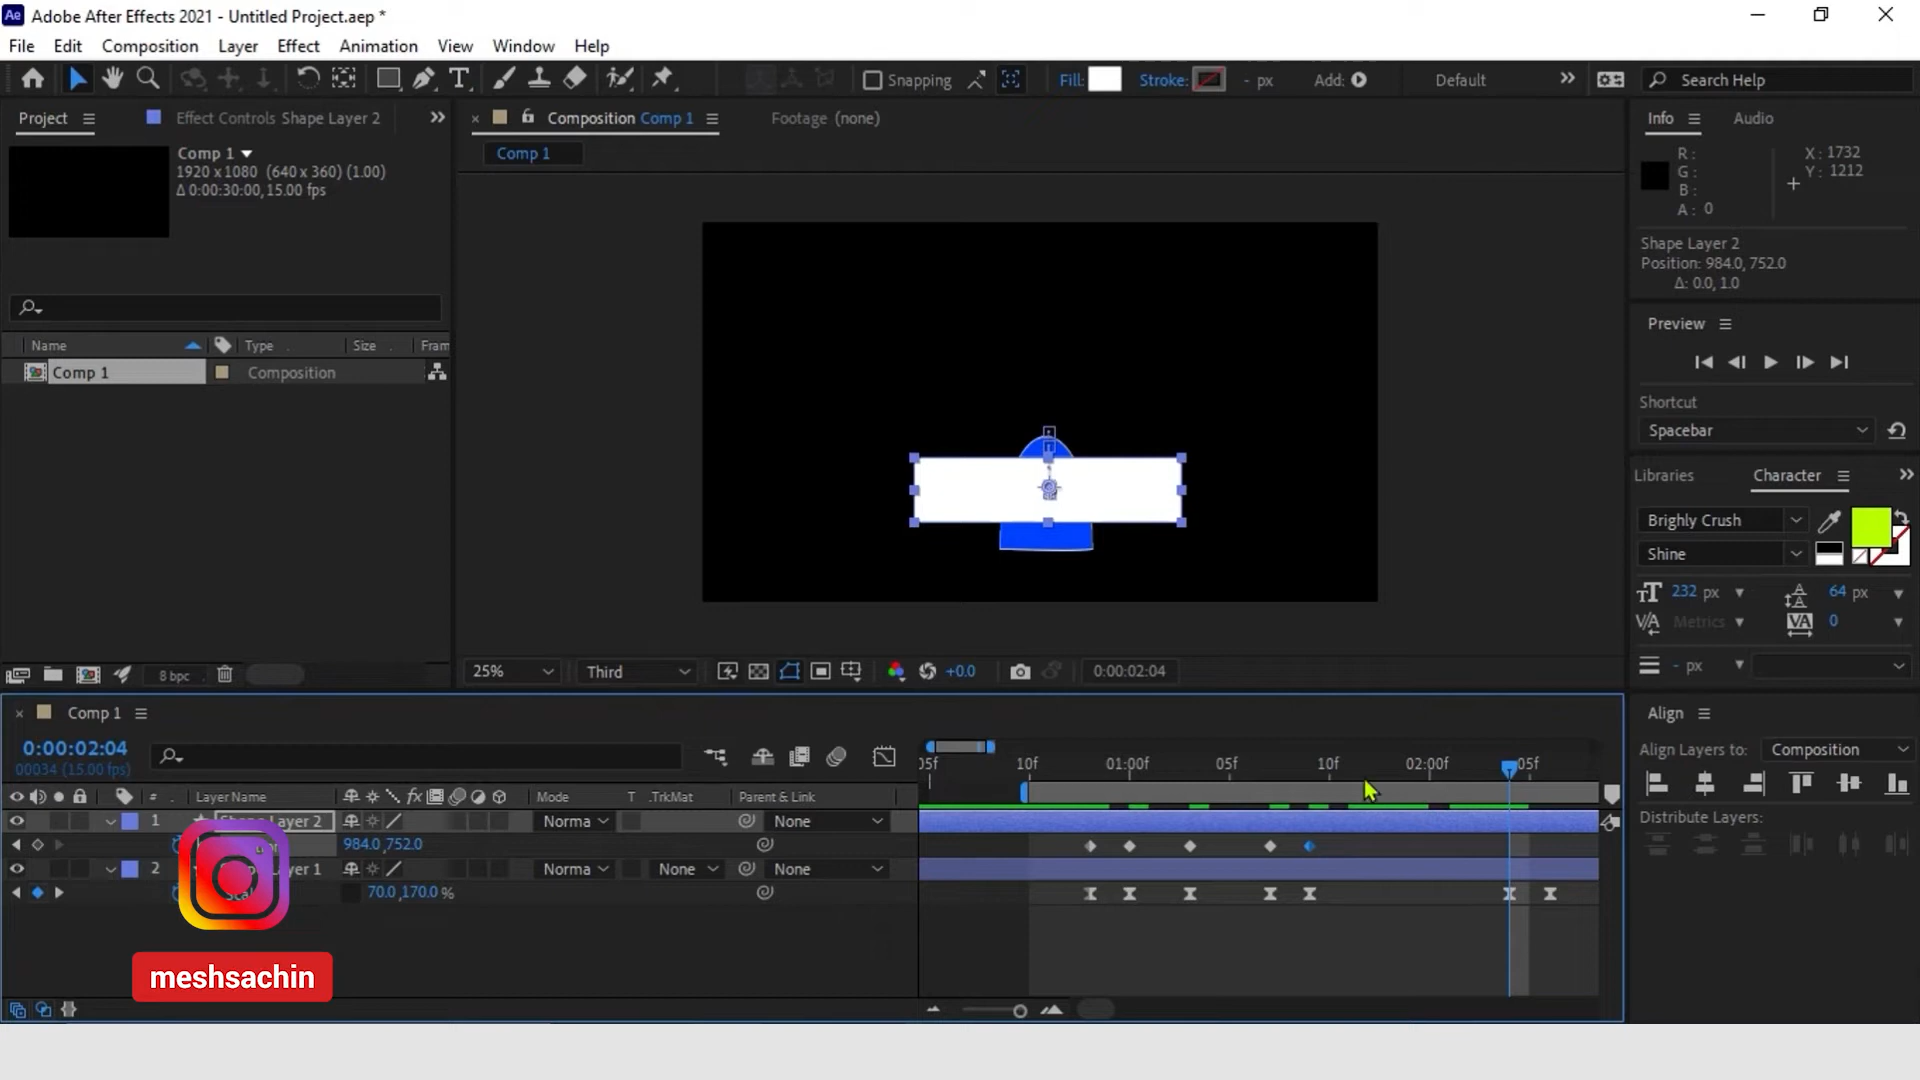 Ae Adobe After Effects 2021 - Untitled Project.aep *
File Edit Composition Layer Effect Animation View Window Help
Snapping Fill: Stroke: - px Add: Default Search Help
Project Effect Controls Shape Layer 2
Comp 1
1920 x 1080 (640 x 360) (1.00)
Δ 0:00:30:00, 15.00 fps
Name Type Size Fram
Comp 1 Composition
8 bpc
Composition Comp 1 Footage (none)
Comp 1
25% Third +0.0 0:00:02:04
Info Audio
R: X: 1732
G: Y: 1212
B:
A: 0
Shape Layer 2
Position: 984.0, 752.0
Δ: 0.0, 1.0
Preview
Shortcut
Spacebar
Libraries Character
Brighly Crush
Shine
232 px 64 px
Metrics 0
- px
Align
Align Layers to: Composition
Distribute Layers:
Comp 1
0:00:02:04
00034 (15.00 fps)
# Layer Name fx Mode T .TrkMat Parent & Link
05f 10f 01:00f 05f 10f 02:00f 05f
1 Layer 2 Norma None
984.0,752.0
2 Layer 1 Norma None None
70.0,170.0 %
meshsachin